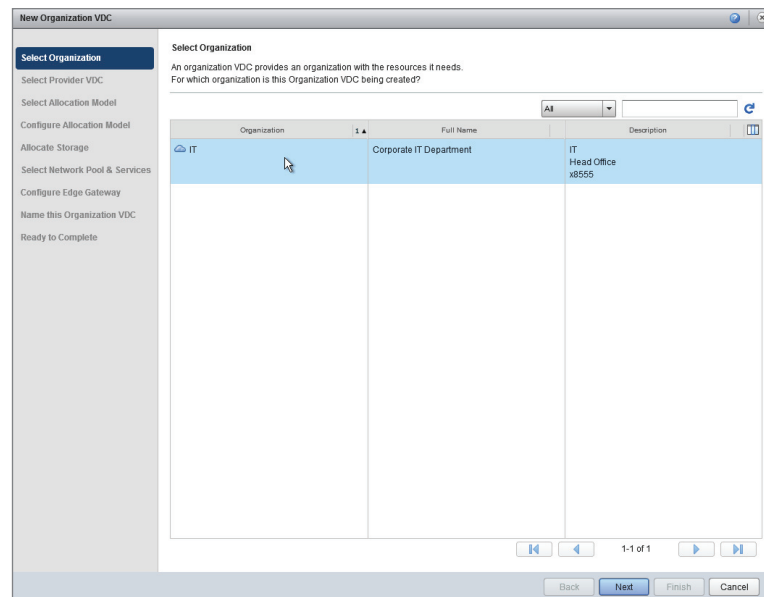 New Organization VDC
Select Organization
Select Provider VDC
Select Allocation Model
Configure Allocation Model
Allocate Storage
Select Network Pool & Services
Configure Edge Gateway
Name this Organization VDC
Ready to Complete
Select Organization
An organization VDC provides an organization with the resources it needs.
For which organization is this Organization VDC being created?
All
Organization 1 ▲ Full Name Description
IT Corporate IT Department IT
Head Office
x8555
1-1 of 1
Back Next Finish Cancel